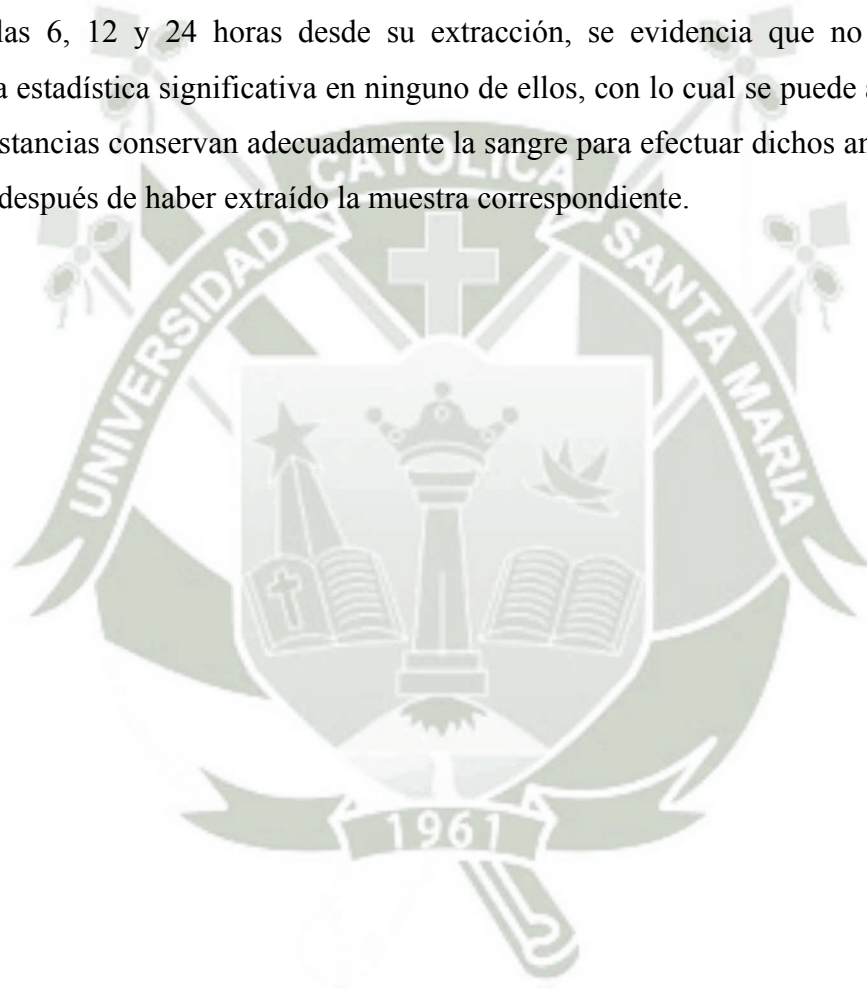 las 6, 12 y 24 horas desde su extracción, se evidencia que no
a estadística significativa en ninguno de ellos, con lo cual se puede
stancias conservan adecuadamente la sangre para efectuar dichos
después de haber extraído la muestra correspondiente.
UNIVERSIDAD CATOLICA SANTA MARIA
1961